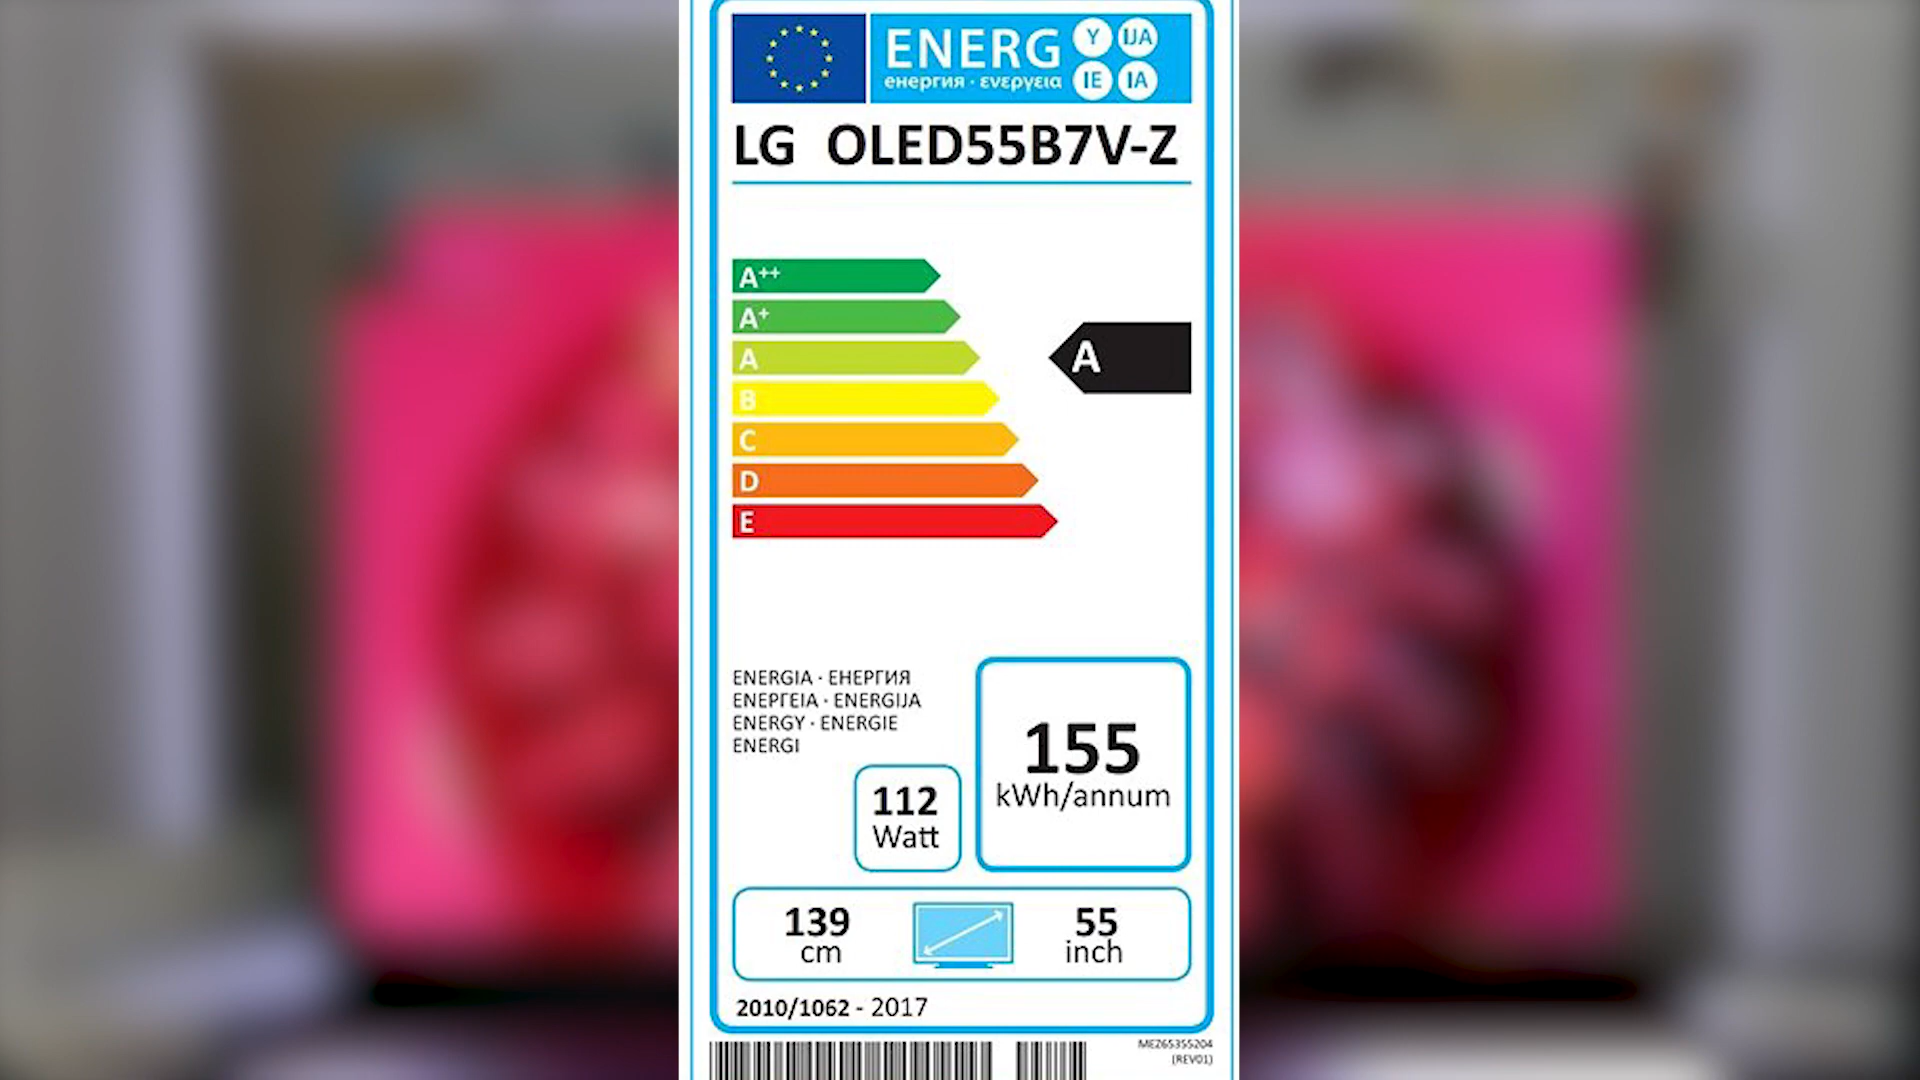 ENERG Y IJA
енергия · ενεργεια IE IA
LG OLED55B7V-Z
A++
A+
A
A
B
C
D
E
ENERGIA · ЕНЕРГИЯ
ΕΝΕΡΓΕΙΑ · ENERGIJA
ENERGY · ENERGIE
ENERGI
155
kWh/annum
112
Watt
139
cm
55
inch
2010/1062 - 2017
MEZ65355204
(REV01)